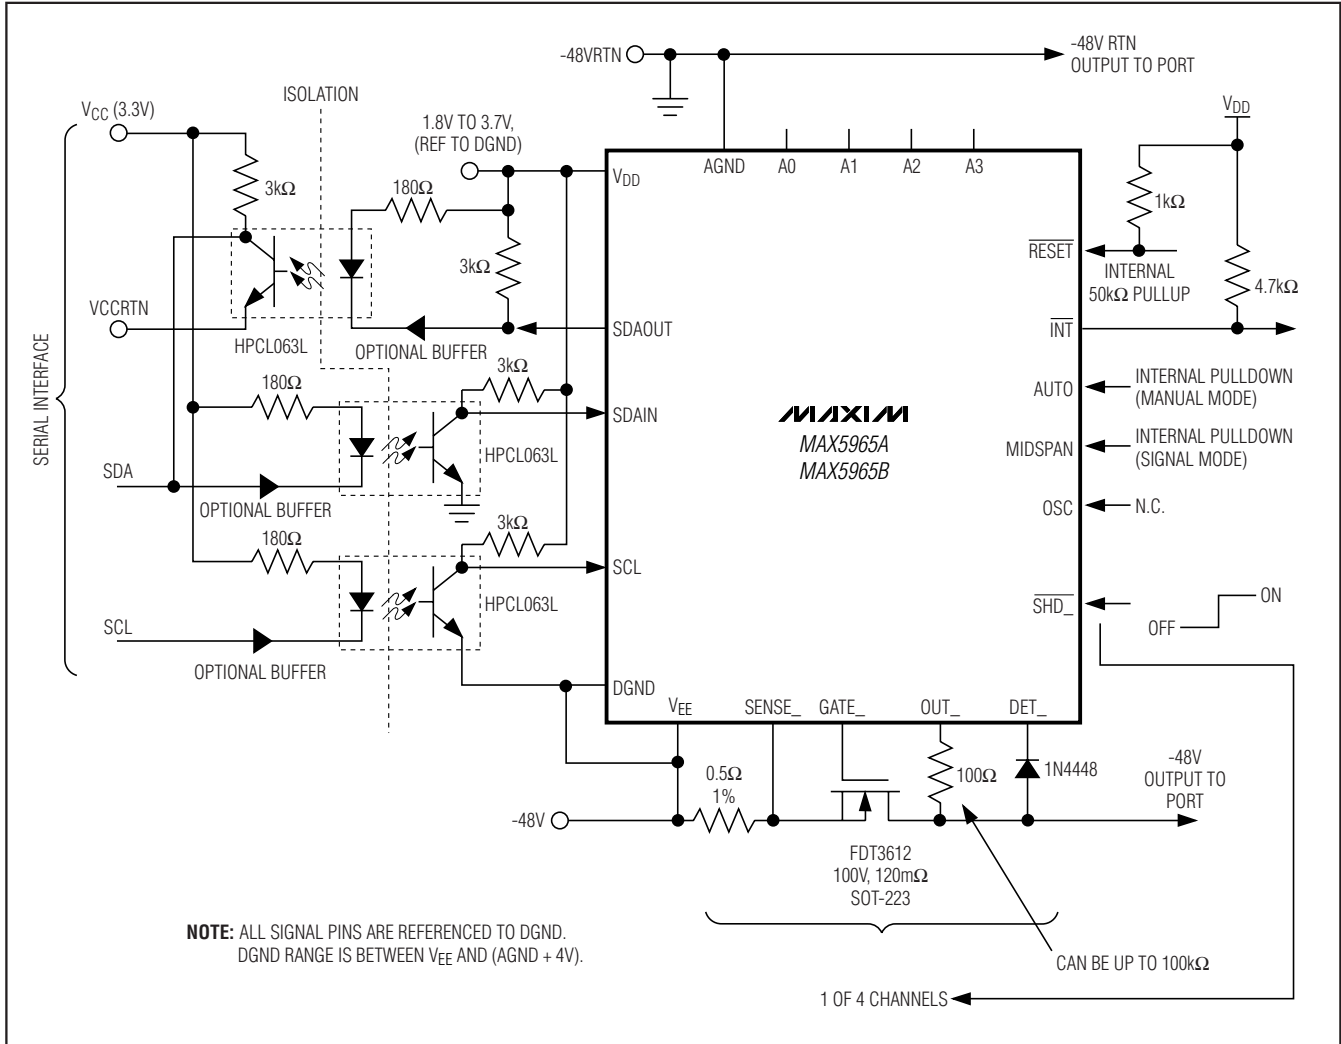 -48VRTN
-48V RTN
OUTPUT TO PORT
ISOLATION
VCC (3.3V)
1.8V TO 3.7V,
(REF TO DGND)
VDD
3kΩ
180Ω
VDD
AGND
A0
A1
A2
A3
1kΩ
RESET
INTERNAL
50kΩ PULLUP
4.7kΩ
3kΩ
VCCRTN
HPCL063L
OPTIONAL BUFFER
SDAOUT
INT
SERIAL INTERFACE
180Ω
3kΩ
SDAIN
AUTO
INTERNAL PULLDOWN
(MANUAL MODE)
MAXIM
MAX5965A
MAX5965B
MIDSPAN
INTERNAL PULLDOWN
(SIGNAL MODE)
HPCL063L
SDA
OPTIONAL BUFFER
OSC
N.C.
180Ω
3kΩ
SCL
HPCL063L
SHD_
ON
OFF
SCL
OPTIONAL BUFFER
DGND
VEE
SENSE_
GATE_
OUT_
DET_
0.5Ω
1%
100Ω
1N4448
-48V
OUTPUT TO
PORT
-48V
FDT3612
100V, 120mΩ
SOT-223
NOTE: ALL SIGNAL PINS ARE REFERENCED TO DGND.
DGND RANGE IS BETWEEN VEE AND (AGND + 4V).
CAN BE UP TO 100kΩ
1 OF 4 CHANNELS